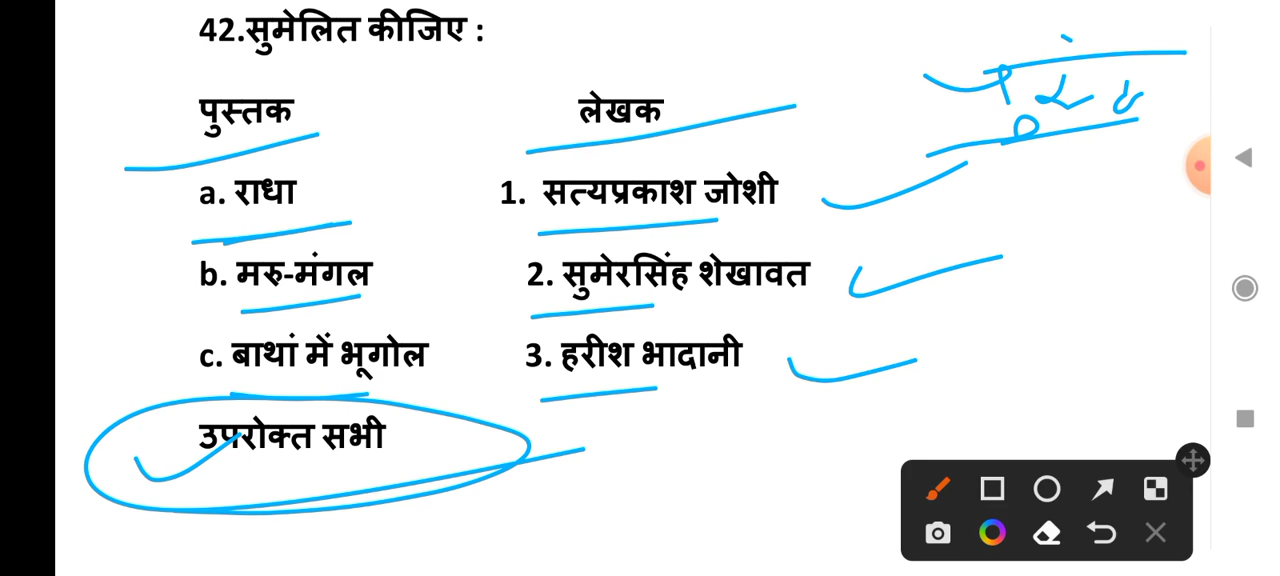 42.सुमेलित कीजिए :
पुस्तक लेखक
a. राधा 1. सत्यप्रकाश जोशी
b. मरु-मंगल 2. सुमेरसिंह शेखावत
c. बाथां में भूगोल 3. हरीश भादानी
उपरोक्त सभी